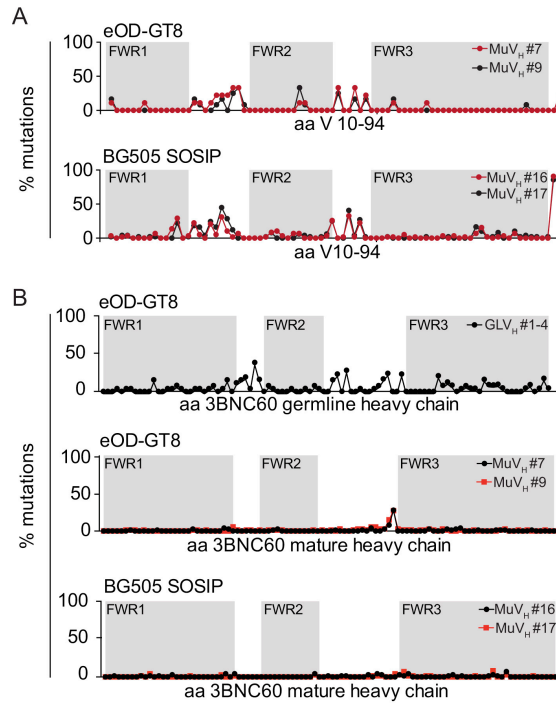 A
eOD-GT8
% mutations
100
50
0
FWR1
FWR2
FWR3
MuVH #7
MuVH #9
aa V 10-94
BG505 SOSIP
100
50
0
FWR1
FWR2
FWR3
MuVH #16
MuVH #17
aa V10-94
B
eOD-GT8
% mutations
100
50
0
FWR1
FWR2
FWR3
GLVH #1-4
aa 3BNC60 germline heavy chain
eOD-GT8
100
50
0
FWR1
FWR2
FWR3
MuVH #7
MuVH #9
aa 3BNC60 mature heavy chain
BG505 SOSIP
100
50
0
FWR1
FWR2
FWR3
MuVH #16
MuVH #17
aa 3BNC60 mature heavy chain